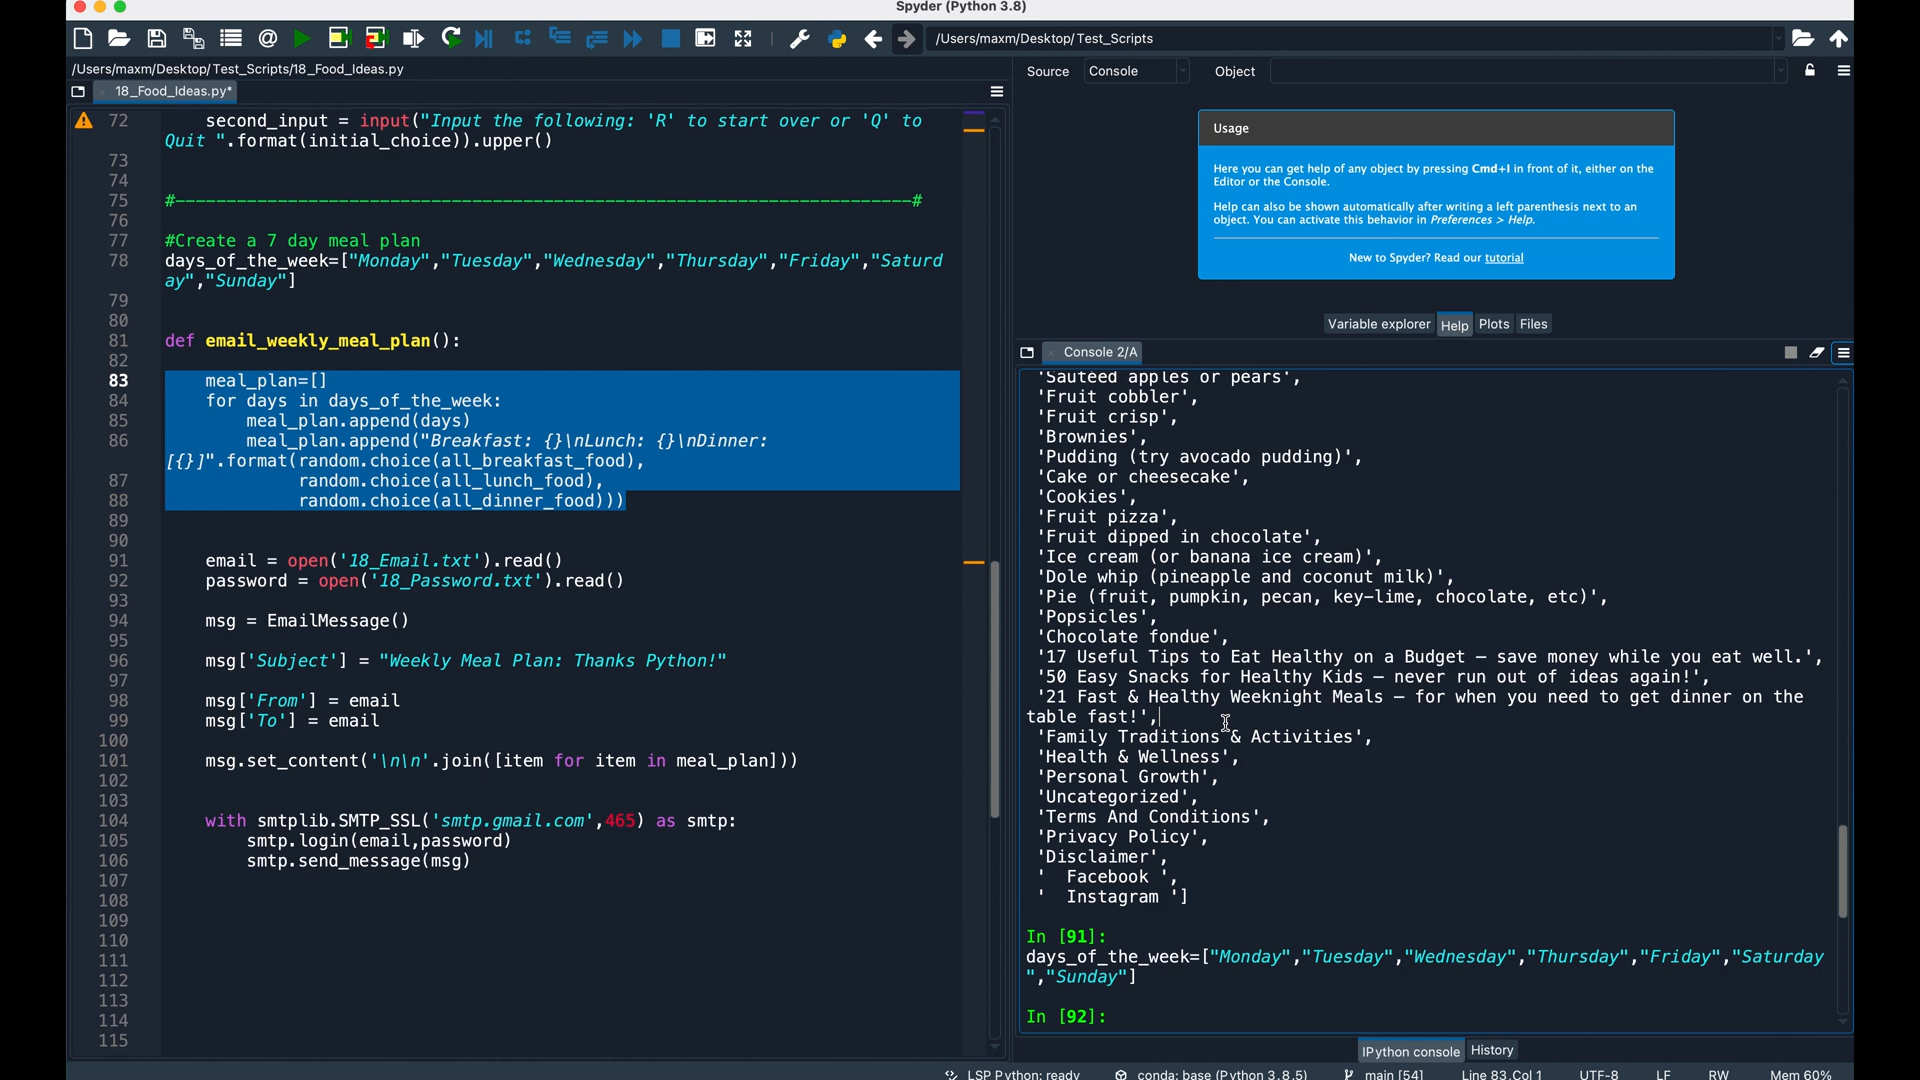 Spyder (Python 3.8)
/Users/maxm/Desktop/Test_Scripts
/Users/maxm/Desktop/Test_Scripts/18_Food_Ideas.py
18_Food_Ideas.py*
72 second_input = input("Input the following: 'R' to start over or 'Q' to
Quit ".format(initial_choice)).upper()
73
74
75 #------------------------------------------------------------------------#
76
77 #Create a 7 day meal plan
78 days_of_the_week=["Monday","Tuesday","Wednesday","Thursday","Friday","Saturd
ay","Sunday"]
79
80
81 def email_weekly_meal_plan():
82
83 meal_plan=[]
84 for days in days_of_the_week:
85 meal_plan.append(days)
86 meal_plan.append("Breakfast: {}\nLunch: {}\nDinner:
[{}]".format(random.choice(all_breakfast_food),
87 random.choice(all_lunch_food),
88 random.choice(all_dinner_food)))
89
90
91 email = open('18_Email.txt').read()
92 password = open('18_Password.txt').read()
93
94 msg = EmailMessage()
95
96 msg['Subject'] = "Weekly Meal Plan: Thanks Python!"
97
98 msg['From'] = email
99 msg['To'] = email
100
101 msg.set_content('\n\n'.join([item for item in meal_plan]))
102
103
104 with smtplib.SMTP_SSL('smtp.gmail.com',465) as smtp:
105 smtp.login(email,password)
106 smtp.send_message(msg)
107
108
109
110
111
112
113
114
115
Source Console Object
Usage
Here you can get help of any object by pressing Cmd+I in front of it, either on the
Editor or the Console.
Help can also be shown automatically after writing a left parenthesis next to an
object. You can activate this behavior in Preferences > Help.
New to Spyder? Read our tutorial
Variable explorer Help Plots Files
Console 2/A
'Sautéed apples or pears',
'Fruit cobbler',
'Fruit crisp',
'Brownies',
'Pudding (try avocado pudding)',
'Cake or cheesecake',
'Cookies',
'Fruit pizza',
'Fruit dipped in chocolate',
'Ice cream (or banana ice cream)',
'Dole whip (pineapple and coconut milk)',
'Pie (fruit, pumpkin, pecan, key-lime, chocolate, etc)',
'Popsicles',
'Chocolate fondue',
'17 Useful Tips to Eat Healthy on a Budget – save money while you eat well.',
'50 Easy Snacks for Healthy Kids – never run out of ideas again!',
'21 Fast & Healthy Weeknight Meals – for when you need to get dinner on the
table fast!',
'Family Traditions & Activities',
'Health & Wellness',
'Personal Growth',
'Uncategorized',
'Terms And Conditions',
'Privacy Policy',
'Disclaimer',
' Facebook ',
' Instagram ']
In [91]:
days_of_the_week=["Monday","Tuesday","Wednesday","Thursday","Friday","Saturday
","Sunday"]
In [92]:
IPython console History
LSP Python: ready conda: base (Python 3.8.5) main [54] Line 83, Col 1 UTF-8 LF RW Mem 60%